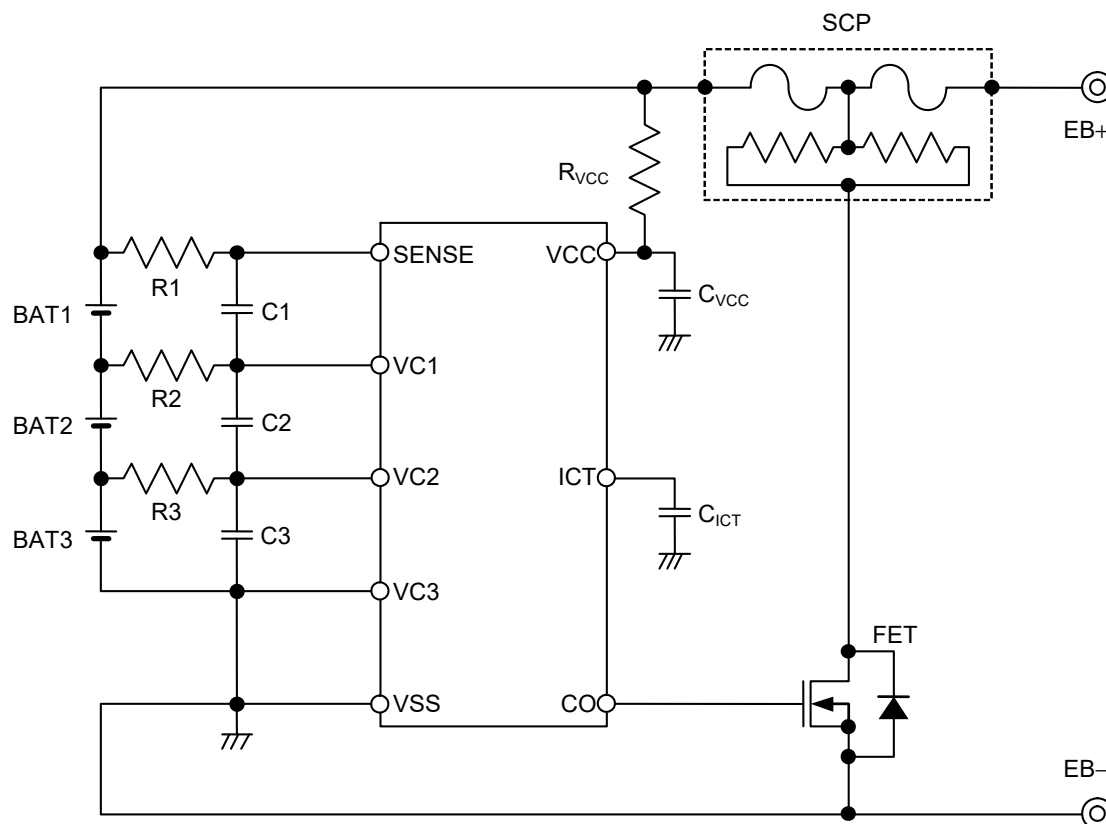 SCP
EB+
RVCC
SENSE
VCC
R1
BAT1
C1
CVCC
VC1
R2
BAT2
C2
VC2
ICT
R3
BAT3
C3
CICT
VC3
FET
VSS
CO
EB−